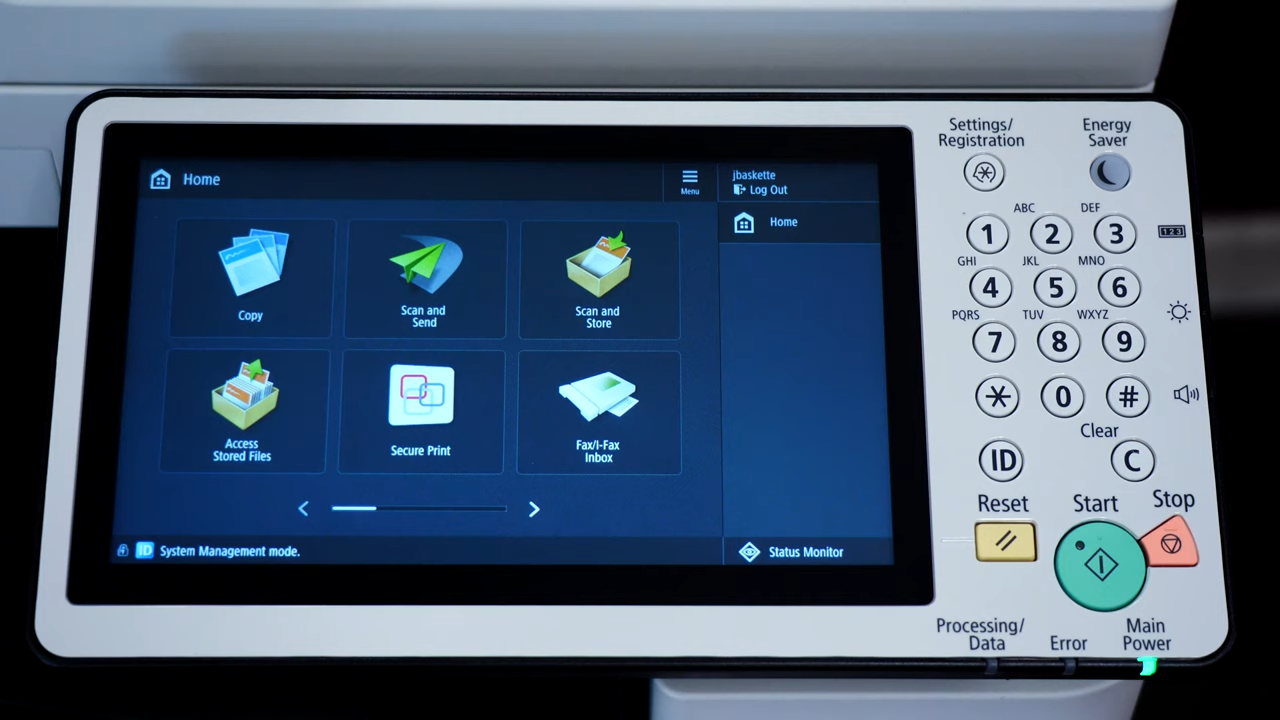 Home
Menu
jbaskette
Log Out
Home
Copy
Scan and
Send
Scan and
Store
Access
Stored Files
Secure Print
Fax/I-Fax
Inbox
ID System Management mode.
Status Monitor
Settings/
Registration
Energy
Saver
ABC DEF
1 2 3 123
GHI JKL MNO
4 5 6
PQRS TUV WXYZ
7 8 9
* 0 #
Clear
ID C
Reset Start Stop
Processing/
Data
Error
Main
Power